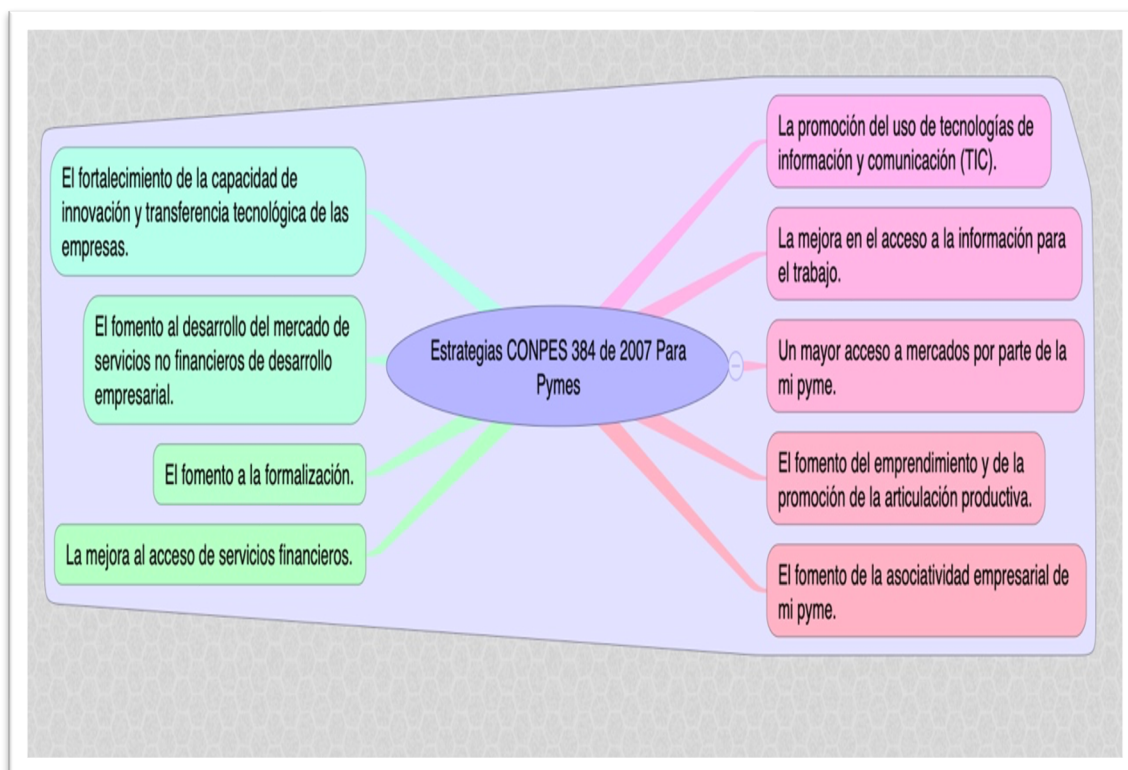 Estrategias CONPES 384 de 2007 Para
Pymes
La promoción del uso de tecnologías de
información y comunicación (TIC).
La mejora en el acceso a la información para
el trabajo.
Un mayor acceso a mercados por parte de la
mi pyme.
El fomento del emprendimiento y de la
promoción de la articulación productiva.
El fomento de la asociatividad empresarial de
mi pyme.
El fortalecimiento de la capacidad de
innovación y transferencia tecnológica de las
empresas.
El fomento al desarrollo del mercado de
servicios no financieros de desarrollo
empresarial.
El fomento a la formalización.
La mejora al acceso de servicios financieros.